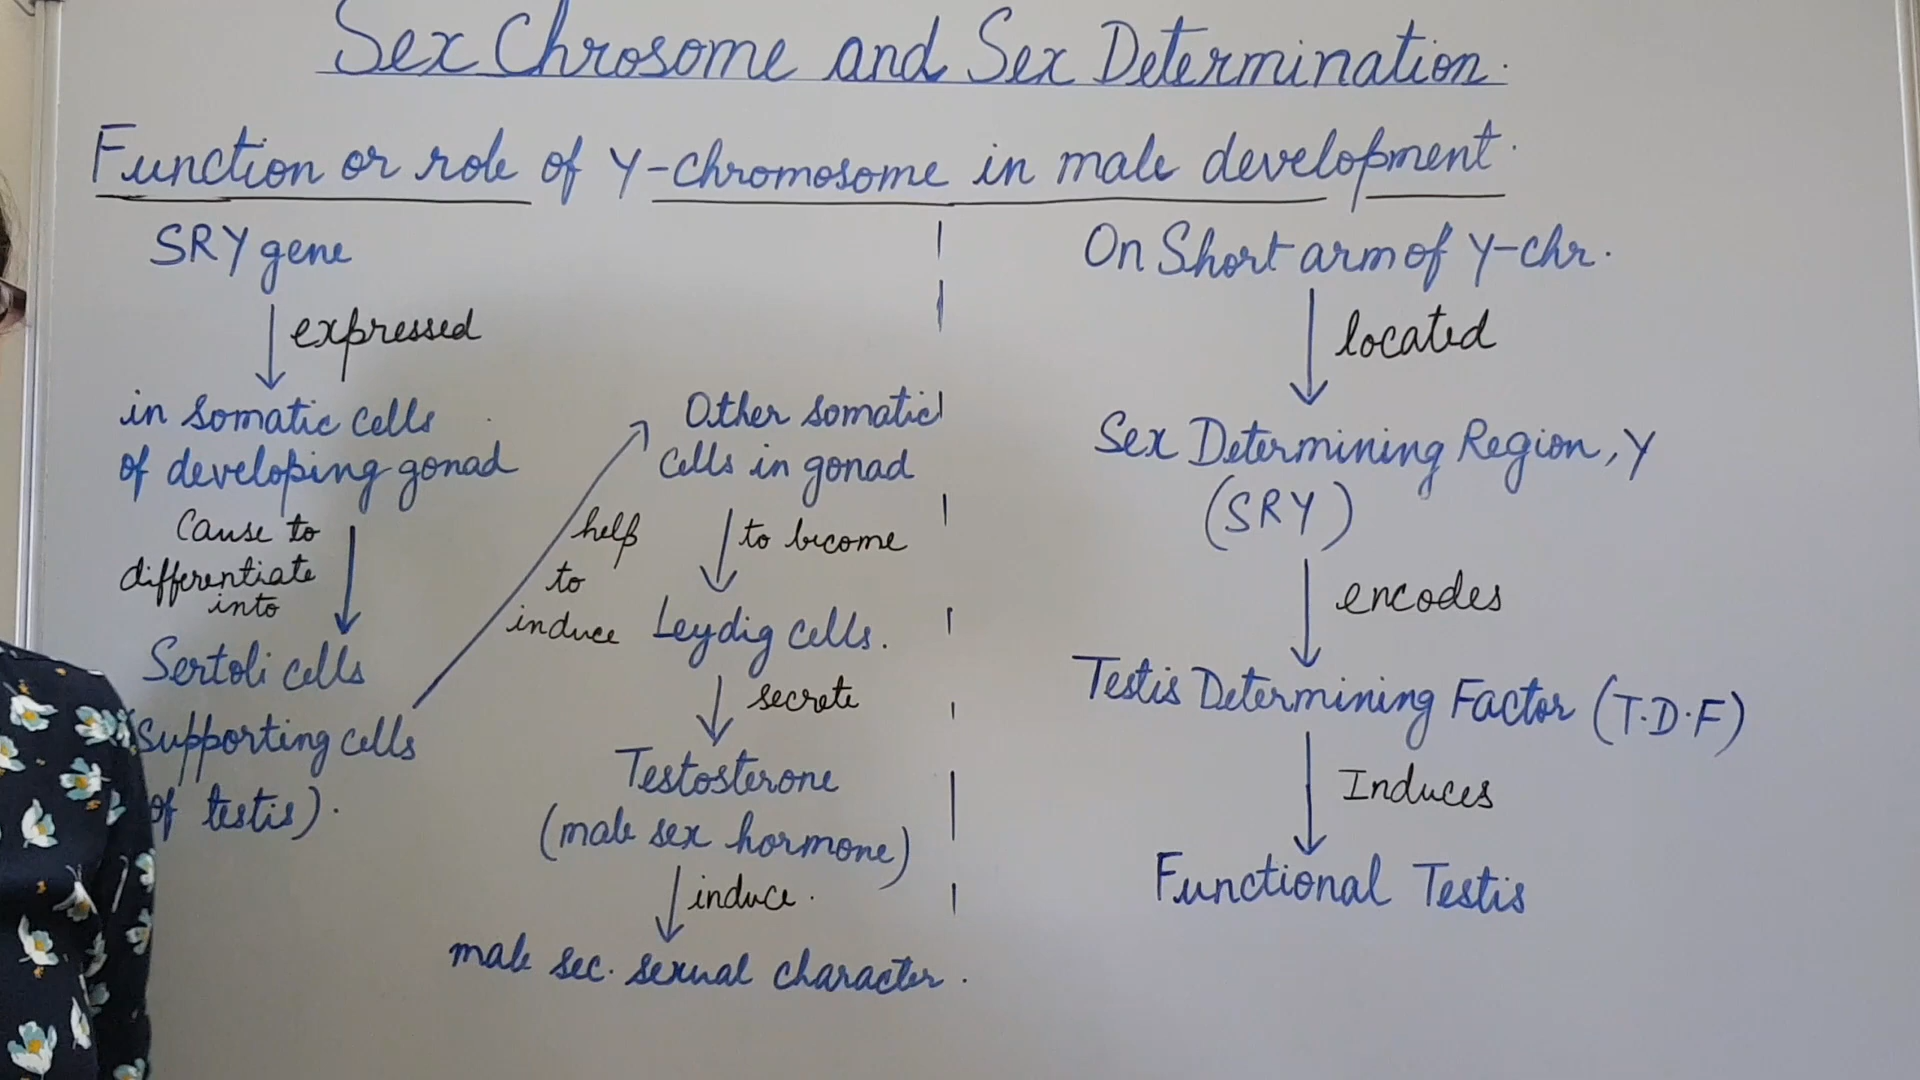 Sex Chrosome and Sex Determination.
Function or role of Y-chromosome in male development.
SRY gene
expressed
in somatic cells
of developing gonad
Cause to
differentiate
into
Sertoli cells
(supporting cells
of testis).
help
to
induce
Other somatic
cells in gonad
to become
Leydig cells.
secrete
Testosterone
(male sex hormone)
induce.
male sec. sexual character.
On Short arm of Y-chr.
located
Sex Determining Region, Y
(SRY)
encodes
Testis Determining Factor (T.D.F)
Induces
Functional Testis